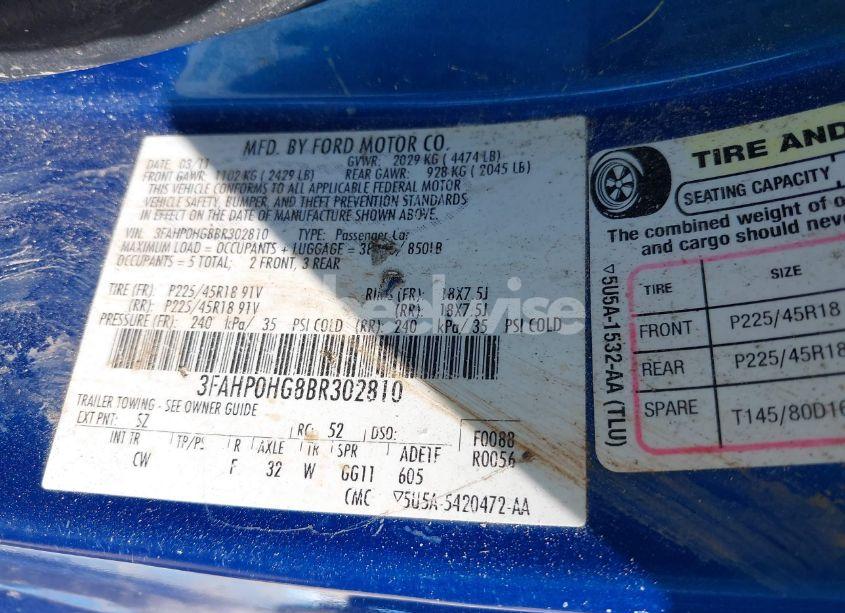 MFD. BY FORD MOTOR CO.
DATE: 03/11 GVWR: 2029 KG ( 4474 LB)
FRONT GAWR: 1102 KG ( 2429 LB) REAR GAWR: 928 KG ( 2045 LB)
THIS VEHICLE CONFORMS TO ALL APPLICABLE FEDERAL MOTOR
VEHICLE SAFETY, BUMPER, AND THEFT PREVENTION STANDARDS
IN EFFECT ON THE DATE OF MANUFACTURE SHOWN ABOVE.
VIN: 3FAHP0HG8BR302810 TYPE: Passenger Car
MAXIMUM LOAD = OCCUPANTS + LUGGAGE = / 850LB
OCCUPANTS = 5 TOTAL; 2 FRONT, 3 REAR
TIRE (FR): P225/45R18 91V RIMS (FR): 18X7.5J
(RR): P225/45R18 91V (RR): 18X7.5J
PRESSURE (FR): 240 kPa/ 35 PSI COLD (RR): 240 kPa/ 35 PSI COLD
3FAHP0HG8BR302810
TRAILER TOWING - SEE OWNER GUIDE
EXT PNT: SZ RC: 52 DSO: F0088
INT TR TP/PS R AXLE TR SPR ADE1F R0056
CW F 32 W GG11 605
CMC ▽5U5A-5420472-AA
▽5U5A-1532-AA (TLU)
TIRE AND
SEATING CAPACITY
The combined weight of o
and cargo should neve
TIRE SIZE
FRONT P225/45R18
REAR P225/45R18
SPARE T145/80D16
heelwise